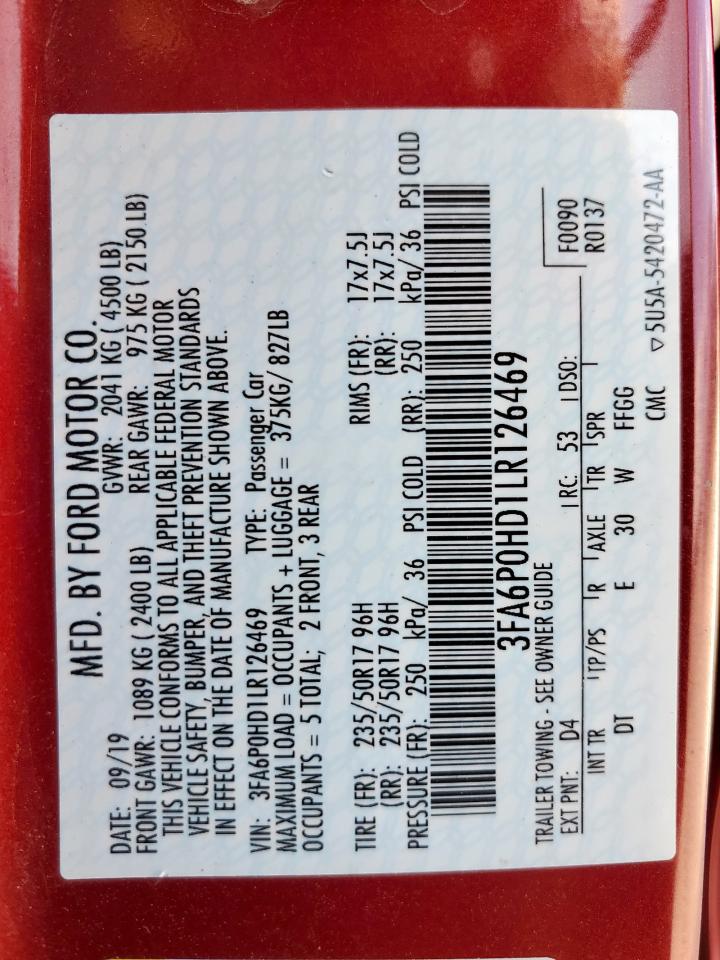 MFD. BY FORD MOTOR CO.
DATE: 09/19 GVWR: 2041 KG ( 4500 LB)
FRONT GAWR: 1089 KG ( 2400 LB) REAR GAWR: 975 KG ( 2150 LB)
THIS VEHICLE CONFORMS TO ALL APPLICABLE FEDERAL MOTOR
VEHICLE SAFETY, BUMPER, AND THEFT PREVENTION STANDARDS
IN EFFECT ON THE DATE OF MANUFACTURE SHOWN ABOVE.
VIN: 3FA6P0HD1LR126469 TYPE: Passenger Car
MAXIMUM LOAD = OCCUPANTS + LUGGAGE = 375KG/ 827LB
OCCUPANTS = 5 TOTAL; 2 FRONT, 3 REAR
TIRE (FR): 235/50R17 96H RIMS (FR): 17x7.5J
(RR): 235/50R17 96H (RR): 17x7.5J
PRESSURE (FR): 250 kPa/ 36 PSI COLD (RR): 250 kPa/ 36 PSI COLD
3FA6P0HD1LR126469
TRAILER TOWING - SEE OWNER GUIDE F0090
EXT PNT: D4 RC: 53 DSO: R0137
INT TR TP/PS R AXLE TR SPR
DT E 30 W FFGG
CMC ▽5U5A-5420472-AA